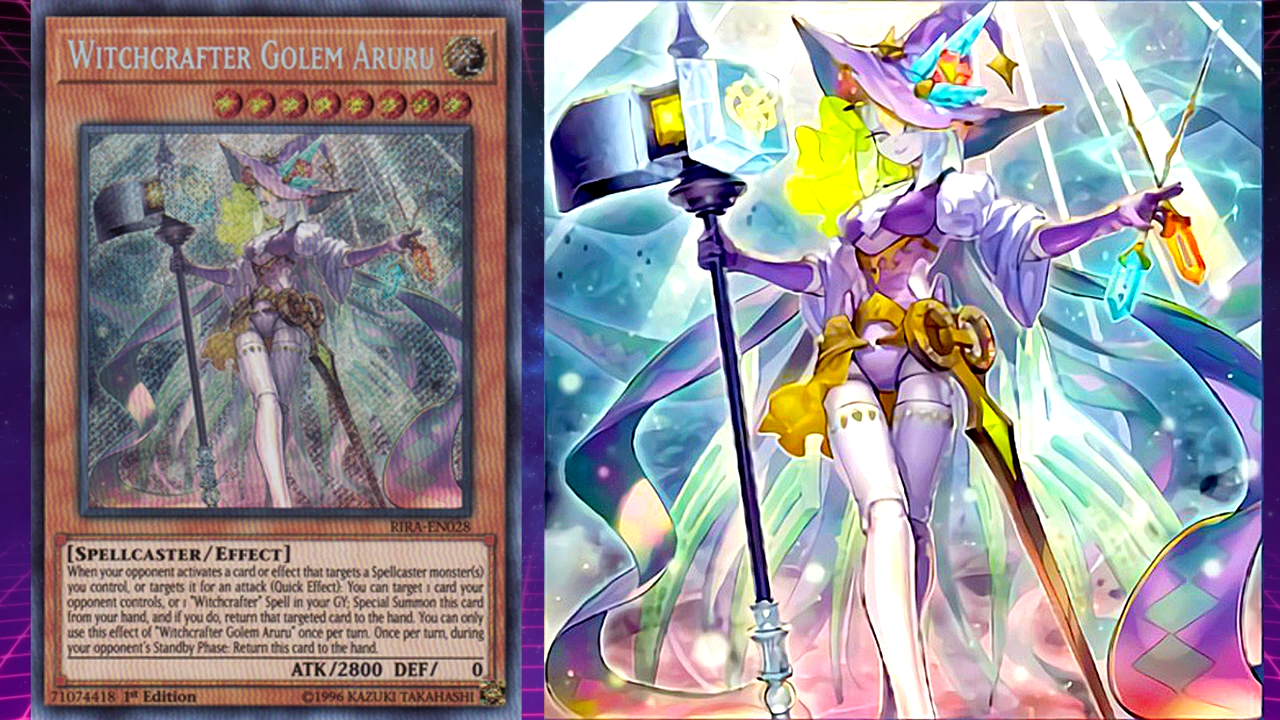 WITCHCRAFTER GOLEM ARURU
RIRA-EN028
[SPELLCASTER/EFFECT]
When your opponent activates a card or effect that targets a Spellcaster monster(s)
you control, or targets it for an attack (Quick Effect): You can target 1 card your
opponent controls, or 1 "Witchcrafter" Spell in your GY; Special Summon this card
from your hand, and if you do, return that targeted card to the hand. You can only
use this effect of "Witchcrafter Golem Aruru" once per turn. Once per turn, during
your opponent's Standby Phase: Return this card to the hand.
ATK/2800 DEF/ 0
71074418 1st Edition ©1996 KAZUKI TAKAHASHI